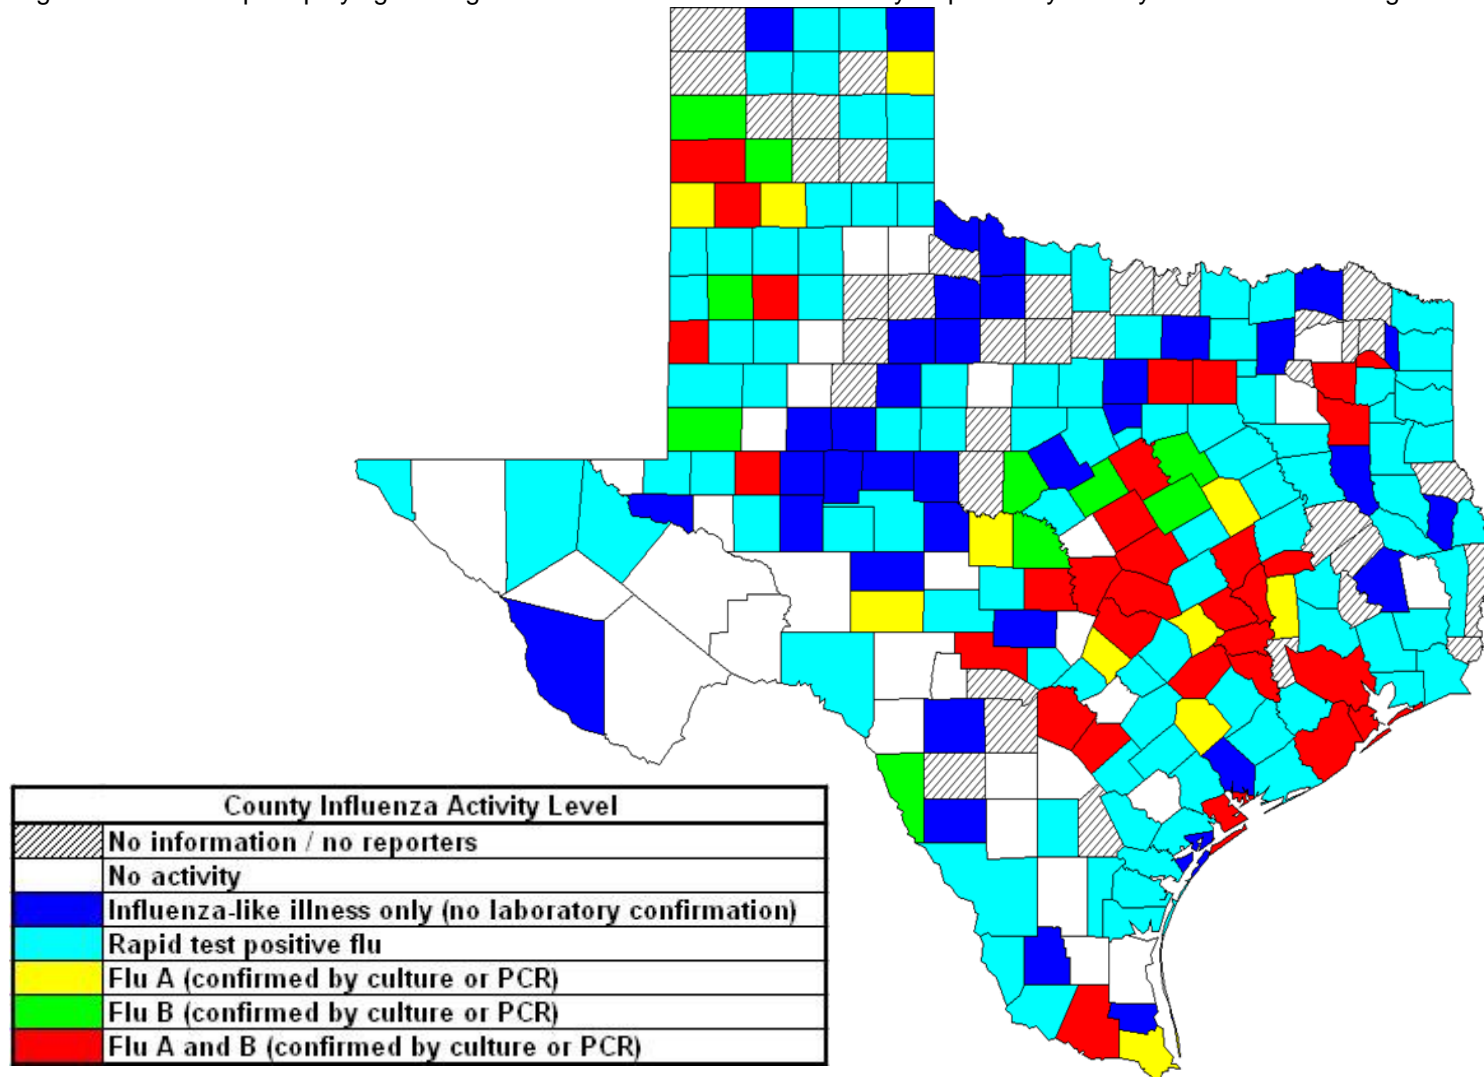 County Influenza Activity Level
No information / no reporters
No activity
Influenza-like illness only (no laboratory confirmation)
Rapid test positive flu
Flu A (confirmed by culture or PCR)
Flu B (confirmed by culture or PCR)
Flu A and B (confirmed by culture or PCR)